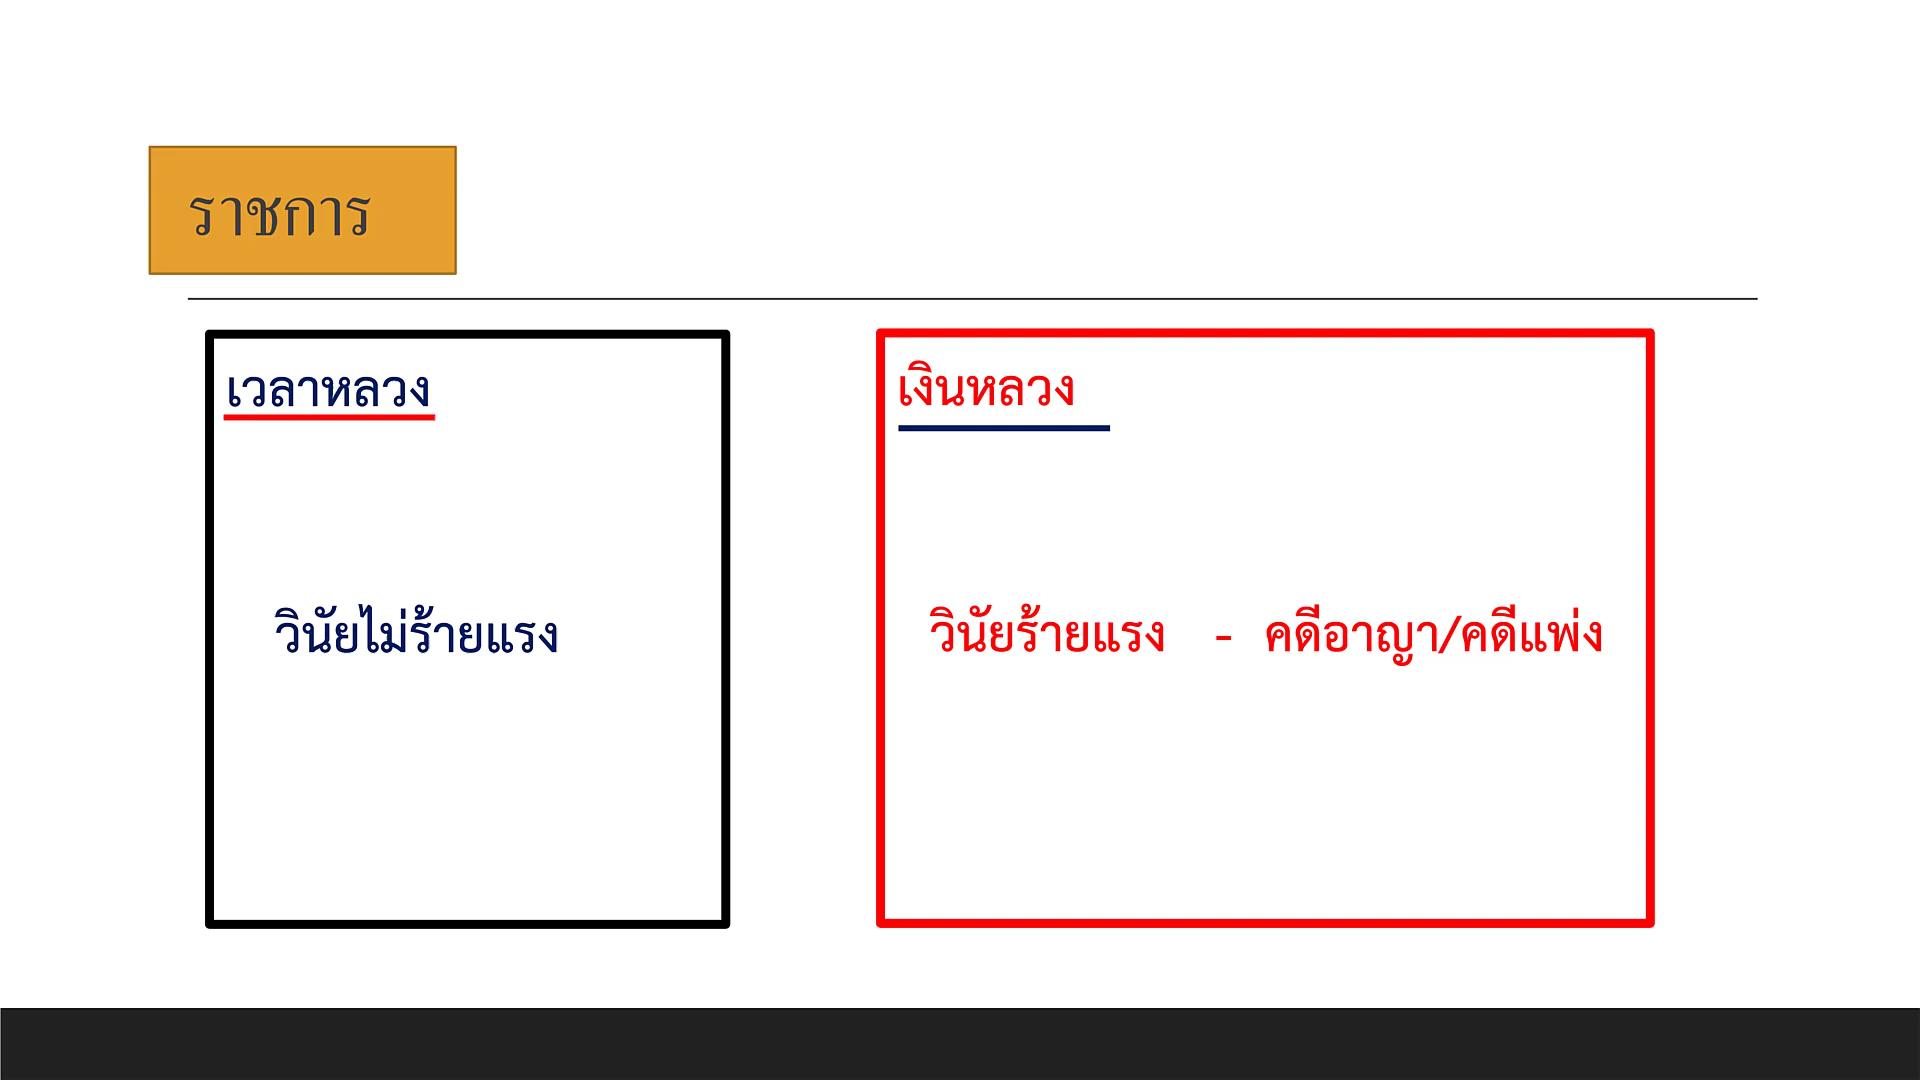 ราชการ
เวลาหลวง
วินัยไม่ร้ายแรง
เงินหลวง
วินัยร้ายแรง - คดีอาญา/คดีแพ่ง